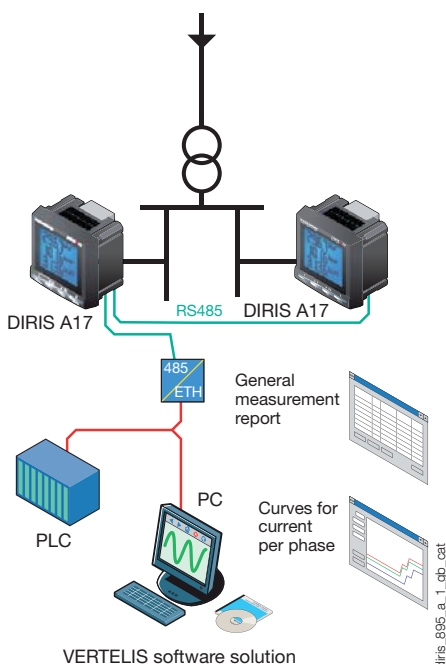 RS485
DIRIS A17
DIRIS A17
485
ETH
General
measurement
report
PLC
PC
Curves for
current
per phase
VERTELIS software solution
iris_895_a_1_gb_cat